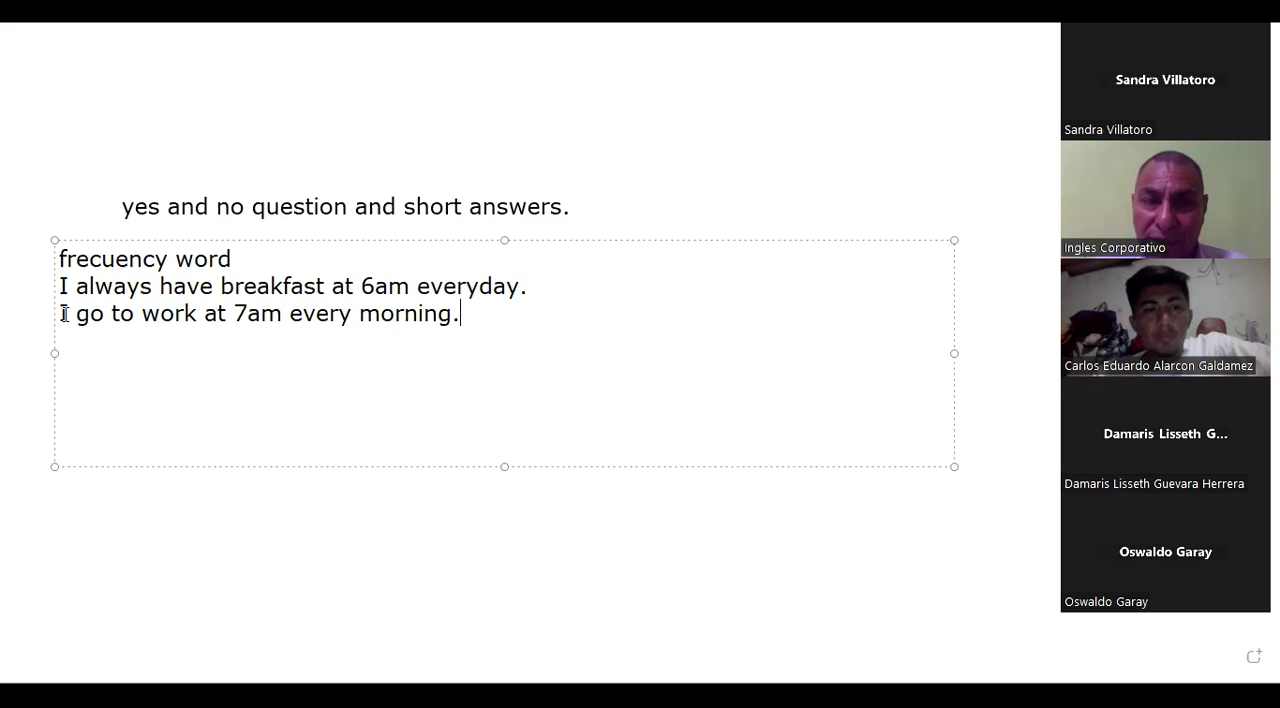 yes and no question and short answers.
frecuency word
I always have breakfast at 6am everyday.
I go to work at 7am every morning.
Sandra Villatoro
Sandra Villatoro
Ingles Corporativo
Carlos Eduardo Alarcon Galdamez
Damaris Lisseth G...
Damaris Lisseth Guevara Herrera
Oswaldo Garay
Oswaldo Garay